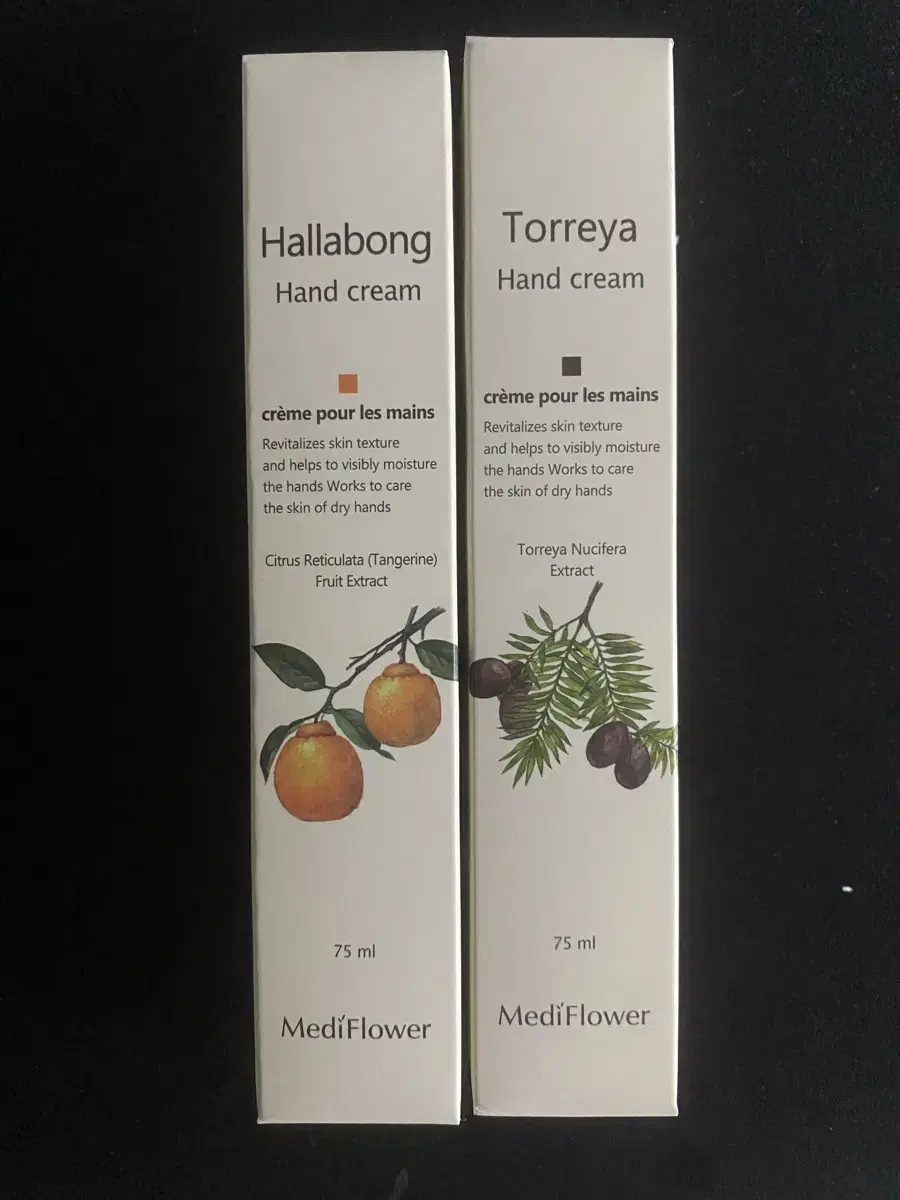 Hallabong
Hand cream
crème pour les mains
Revitalizes skin texture
and helps to visibly moisture
the hands Works to care
the skin of dry hands
Citrus Reticulata (Tangerine)
Fruit Extract
75 ml
MediFlower
Torreya
Hand cream
crème pour les mains
Revitalizes skin texture
and helps to visibly moisture
the hands Works to care
the skin of dry hands
Torreya Nucifera
Extract
75 ml
MediFlower